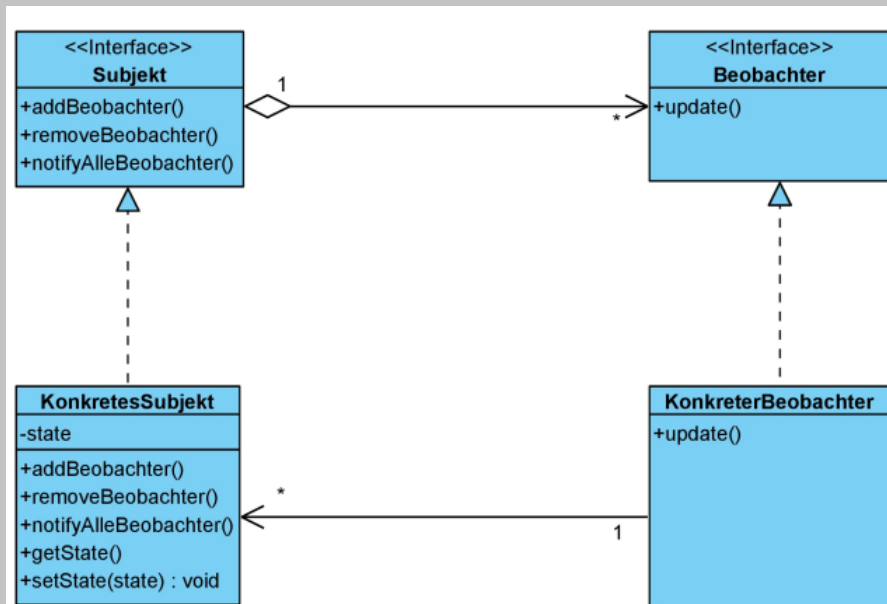 <<Interface>>
Subjekt
+addBeobachter()
+removeBeobachter()
+notifyAlleBeobachter()
1
*
<<Interface>>
Beobachter
+update()
KonkretesSubjekt
-state
+addBeobachter()
+removeBeobachter()
+notifyAlleBeobachter()
+getState()
+setState(state) : void
*
1
KonkreterBeobachter
+update()